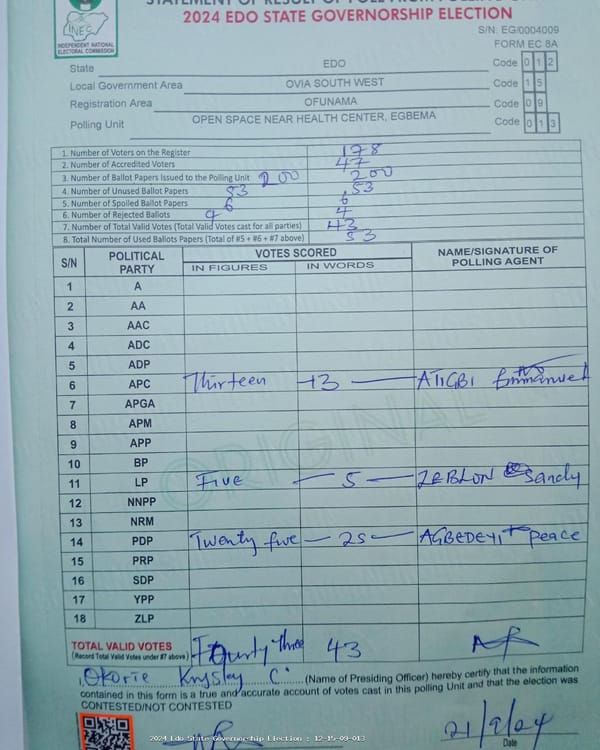 STATEMENT OF RESULT OF POLL FROM POLLING
2024 EDO STATE GOVERNORSHIP ELECTION
INEC
INDEPENDENT NATIONAL
ELECTORAL COMMISSION
S/N. EG/0004009
FORM EC 8A
State EDO Code 0 1 2
Local Government Area OVIA SOUTH WEST Code 1 5
Registration Area OFUNAMA Code 0 9
Polling Unit OPEN SPACE NEAR HEALTH CENTER, EGBEMA Code 0 1 3
1. Number of Voters on the Register 178
2. Number of Accredited Voters 47
3. Number of Ballot Papers Issued to the Polling Unit 200 200
4. Number of Unused Ballot Papers 53 ,53
5. Number of Spoiled Ballot Papers 6 6
6. Number of Rejected Ballots 4 4
7. Number of Total Valid Votes (Total Valid Votes cast for all parties) 43
8. Total Number of Used Ballots Papers (Total of #5 + #6 + #7 above) 53
S/N POLITICAL PARTY VOTES SCORED NAME/SIGNATURE OF POLLING AGENT
IN FIGURES IN WORDS
1 A
2 AA
3 AAC
4 ADC
5 ADP
6 APC Thirteen 13 ATIGBI Emmanuel
7 APGA
8 APM
9 APP
10 BP
11 LP Five 5 ZEBLON Sandy
12 NNPP
13 NRM
14 PDP Twenty five 25 AGBEDEYI Peace
15 PRP
16 SDP
17 YPP
18 ZLP
ORIGINAL
TOTAL VALID VOTES Fourty Three 43
(Record Total Valid Votes under #7 above)
I, Okorie Kingsley C. (Name of Presiding Officer) hereby certify that the information
contained in this form is a true and accurate account of votes cast in this polling Unit and that the election was
CONTESTED/NOT CONTESTED
21/9/24
Date
2024 Edo State Governorship Election : 12-15-09-013